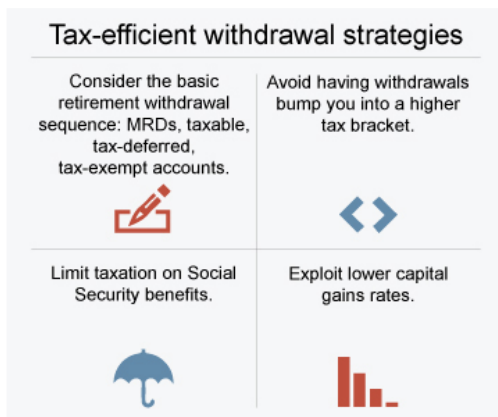 Tax-efficient withdrawal strategies
Consider the basic
retirement withdrawal
sequence: MRDs, taxable,
tax-deferred,
tax-exempt accounts.
Avoid having withdrawals
bump you into a higher
tax bracket.
Limit taxation on Social
Security benefits.
Exploit lower capital
gains rates.